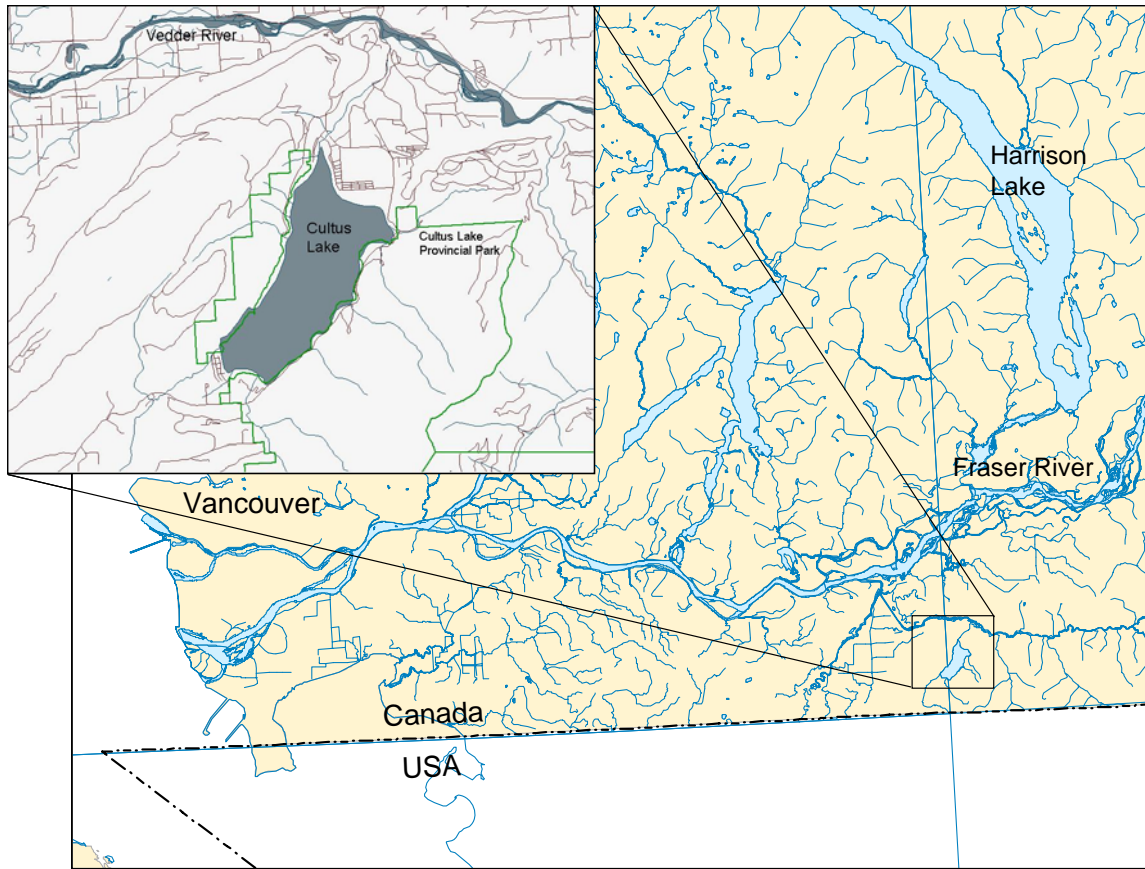 Vedder River
Cultus
Lake
Cultus Lake
Provincial Park
Harrison
Lake
Fraser River
Vancouver
Canada
USA